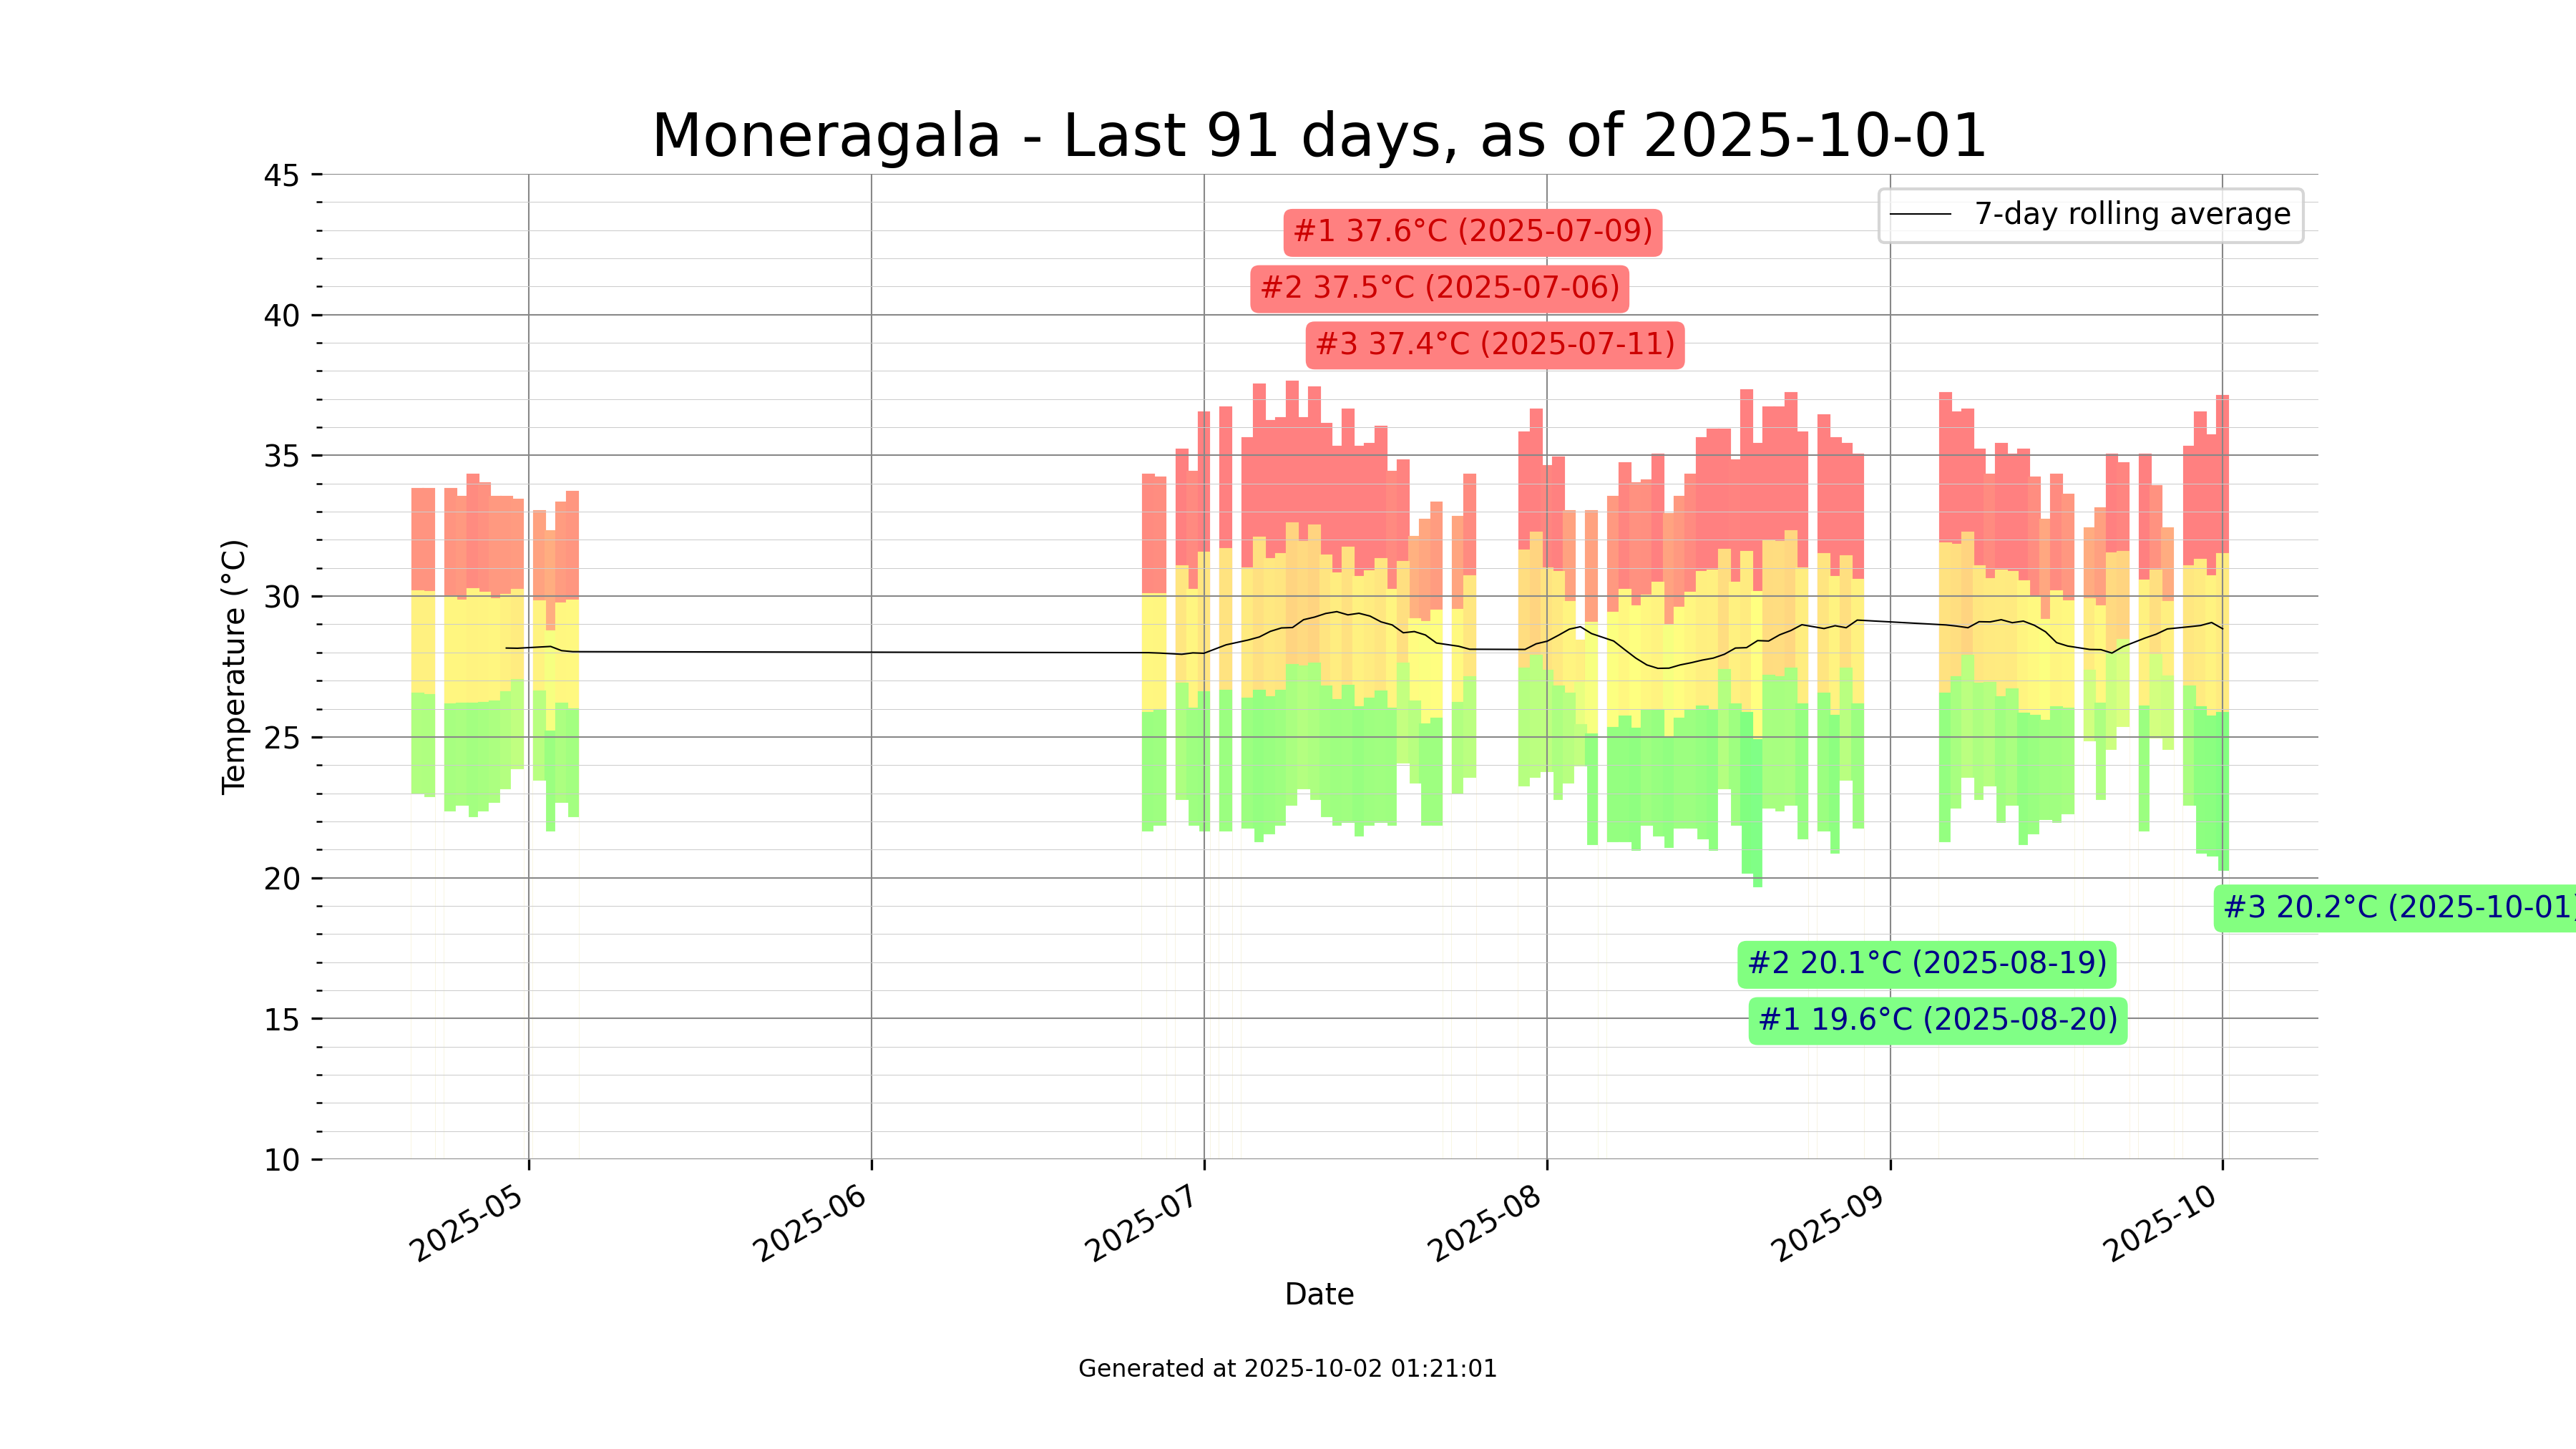 Moneragala - Last 91 days, as of 2025-10-01
45
40
35
30
25
20
15
10
Temperature (°C)
7-day rolling average
#1 37.6°C (2025-07-09)
#2 37.5°C (2025-07-06)
#3 37.4°C (2025-07-11)
#3 20.2°C (2025-10-01)
#2 20.1°C (2025-08-19)
#1 19.6°C (2025-08-20)
2025-05
2025-06
2025-07
2025-08
2025-09
2025-10
Date
Generated at 2025-10-02 01:21:01